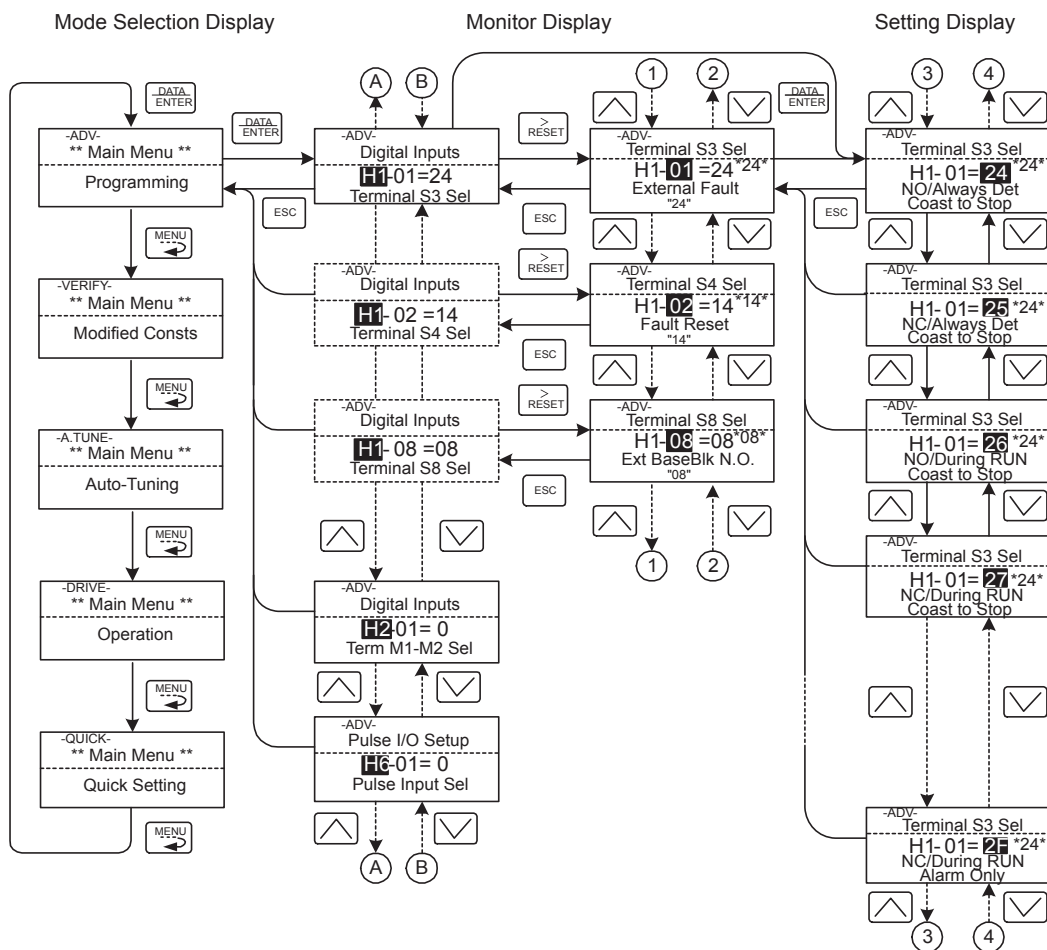 Mode Selection Display
Monitor Display
Setting Display
DATA
ENTER
-ADV-
** Main Menu **
Programming
MENU
-VERIFY-
** Main Menu **
Modified Consts
MENU
-A.TUNE-
** Main Menu **
Auto-Tuning
MENU
-DRIVE-
** Main Menu **
Operation
MENU
-QUICK-
** Main Menu **
Quick Setting
MENU
DATA
ENTER
ESC
A
B
-ADV-
Digital Inputs
H1-01=24
Terminal S3 Sel
-ADV-
Digital Inputs
H1- 02 =14
Terminal S4 Sel
-ADV-
Digital Inputs
H1- 08 =08
Terminal S8 Sel
-ADV-
Digital Inputs
H2-01= 0
Term M1-M2 Sel
-ADV-
Pulse I/O Setup
H6-01= 0
Pulse Input Sel
A
B
>
RESET
ESC
>
RESET
ESC
>
RESET
ESC
1
2
-ADV-
Terminal S3 Sel
H1-01 =24*24*
External Fault
"24"
-ADV-
Terminal S4 Sel
H1-02 =14*14*
Fault Reset
"14"
-ADV-
Terminal S8 Sel
H1-08 =08*08*
Ext BaseBlk N.O.
"08"
1
2
DATA
ENTER
ESC
3
4
-ADV-
Terminal S3 Sel
H1- 01= 24 *24*
NO/Always Det
Coast to Stop
-ADV-
Terminal S3 Sel
H1- 01= 25 *24*
NC/Always Det
Coast to Stop
-ADV-
Terminal S3 Sel
H1- 01= 26 *24*
NO/During RUN
Coast to Stop
-ADV-
Terminal S3 Sel
H1- 01= 27 *24*
NC/During RUN
Coast to Stop
-ADV-
Terminal S3 Sel
H1- 01= 2F *24*
NC/During RUN
Alarm Only
3
4